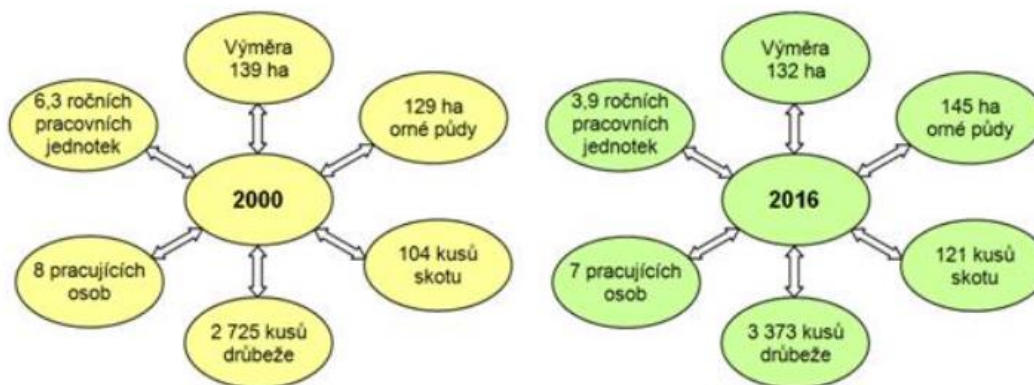 Výměra
139 ha
129 ha
orné půdy
104 kusů
skotu
2 725 kusů
drůbeže
8 pracujících
osob
6,3 ročních
pracovních
jednotek
2000
Výměra
132 ha
145 ha
orné půdy
121 kusů
skotu
3 373 kusů
drůbeže
7 pracujících
osob
3,9 ročních
pracovních
jednotek
2016